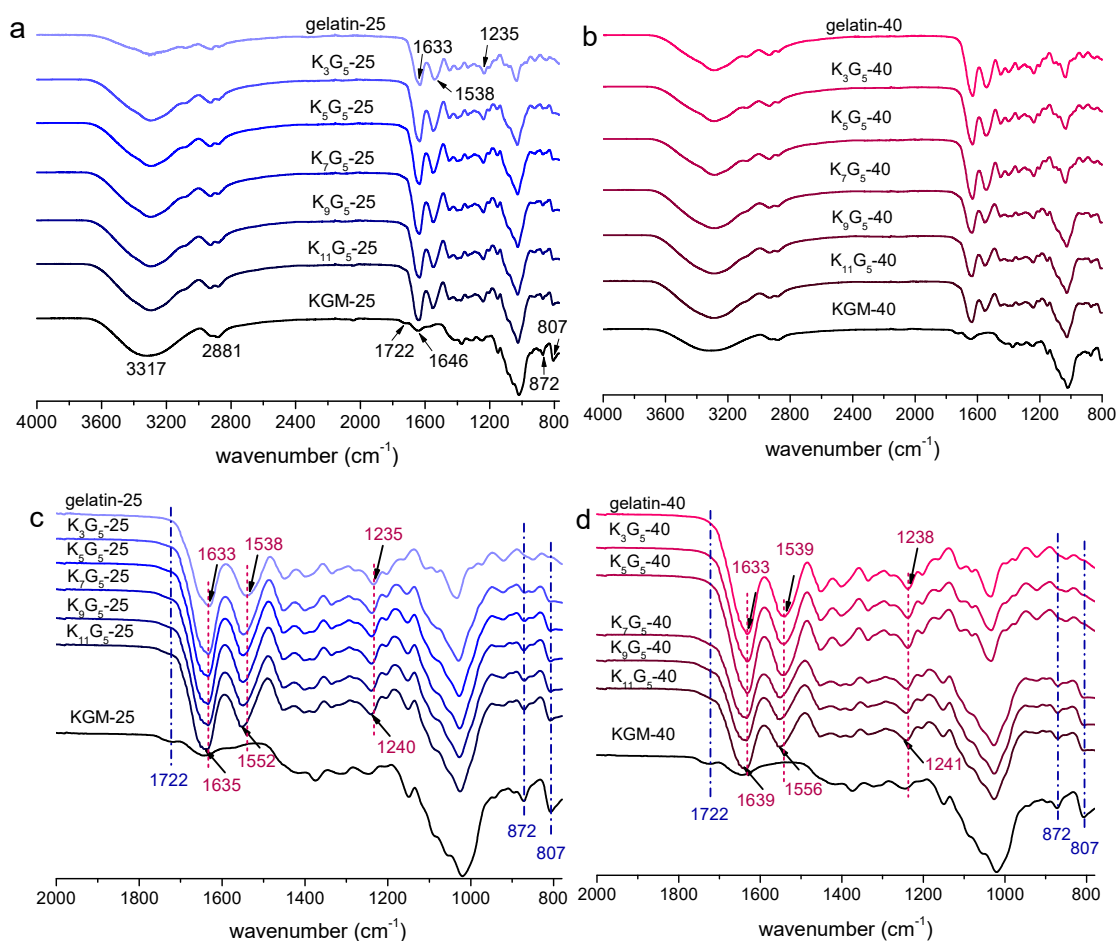 a
gelatin-25
K₃G₅-25
K₅G₅-25
K₇G₅-25
K₉G₅-25
K₁₁G₅-25
KGM-25
1633
1235
1538
3317
2881
1722
1646
872
807
4000 3600 3200 2800 2400 2000 1600 1200 800
wavenumber (cm⁻¹)
b
gelatin-40
K₃G₅-40
K₅G₅-40
K₇G₅-40
K₉G₅-40
K₁₁G₅-40
KGM-40
4000 3600 3200 2800 2400 2000 1600 1200 800
wavenumber (cm⁻¹)
c
gelatin-25
K₃G₅-25
K₅G₅-25
K₇G₅-25
K₉G₅-25
K₁₁G₅-25
KGM-25
1633
1538
1235
9
1722
1635
1552
1240
872
807
2000 1800 1600 1400 1200 1000
wavenumber (cm⁻¹)
d
gelatin-40
K₃G₅-40
K₅G₅-40
K₇G₅-40
K₉G₅-40
K₁₁G₅-40
KGM-40
1633
1539
1238
1722
1639
1556
1241
872
807
2000 1800 1600 1400 1200 1000 800
wavenumber (cm⁻¹)